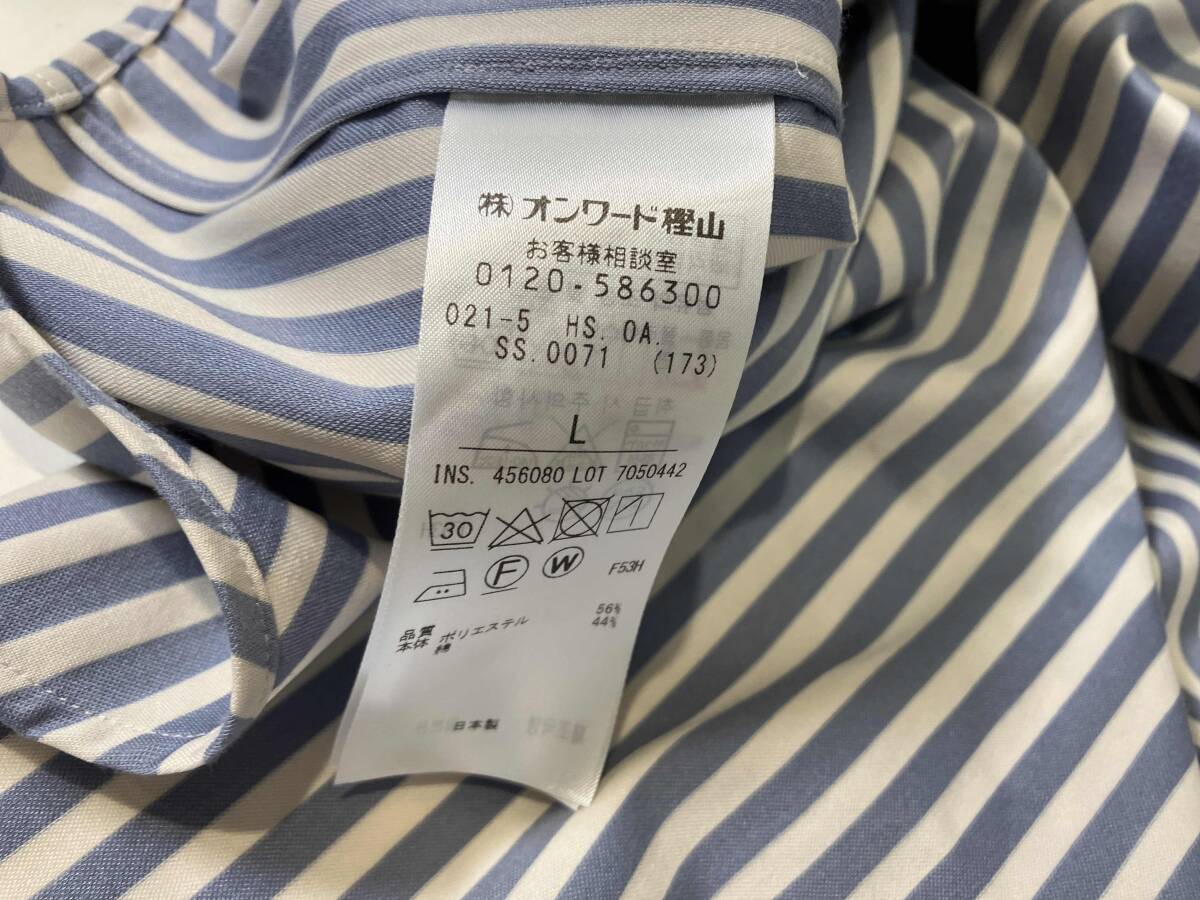 (株)オンワード樫山
お客様相談室
0120-586300
021-5 HS. 0A.
SS.0071 (173)
L
INS. 456080 LOT 7050442
30
F W F53H
品質
本体 ポリエステル 56%
綿 44%
日本製